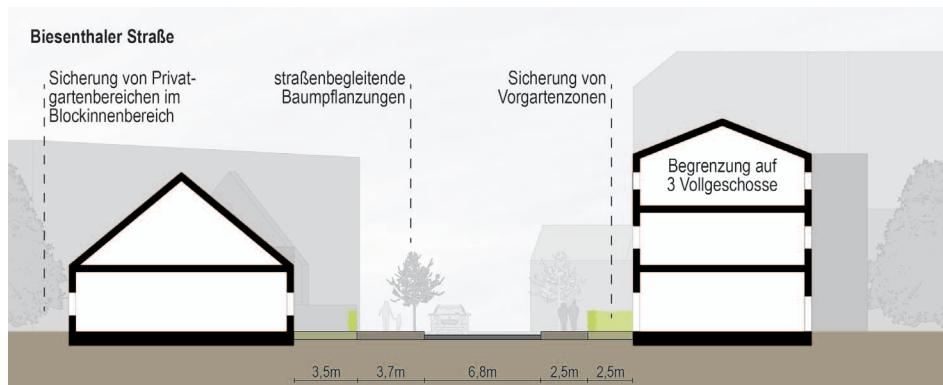 Biesenthaler Straße
Sicherung von Privat-
gartenbereichen im
Blockinnenbereich
straßenbegleitende
Baumpflanzungen
Sicherung von
Vorgartenzonen
Begrenzung auf
3 Vollgeschosse
3,5m 3,7m 6,8m 2,5m 2,5m